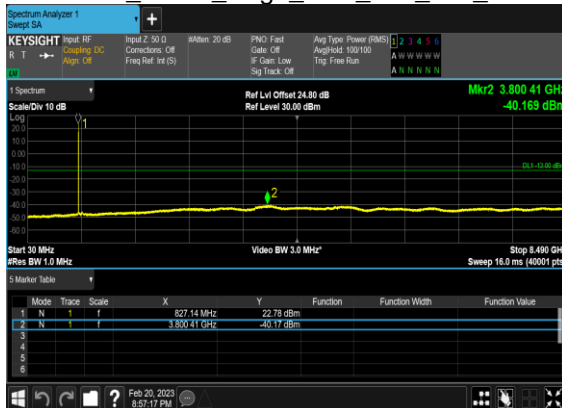 Spectrum Analyzer 1
Swept SA
+
KEYSIGHT
R T
LW
Input: RF
Coupling: DC
Align: Off
Input Z: 50 Ω
Corrections: Off
Freq Ref: Int (S)
#Atten: 20 dB
PNO: Fast
Gate: Off
IF Gain: Low
Sig Track: Off
Avg Type: Power (RMS)
Avg|Hold: 100/100
Trig: Free Run
1 2 3 4 5 6
A W W W W W
A N N N N N
1 Spectrum
Scale/Div 10 dB
Ref Lvl Offset 24.80 dB
Ref Level 30.00 dBm
Mkr2 3.800 41 GHz
-40.169 dBm
Log
20.0
10.0
0.00
-10.0
-20.0
-30.0
-40.0
-50.0
-60.0
1
2
DL1 -13.00 dBm
Start 30 MHz
#Res BW 1.0 MHz
Video BW 3.0 MHz*
Stop 8.490 GHz
Sweep 16.0 ms (40001 pts)
5 Marker Table
Mode Trace Scale X Y Function Function Width Function Value
1 N 1 f 827.14 MHz 22.78 dBm
2 N 1 f 3.800 41 GHz -40.17 dBm
3
4
5
6
?
Feb 20, 2023
8:57:17 PM